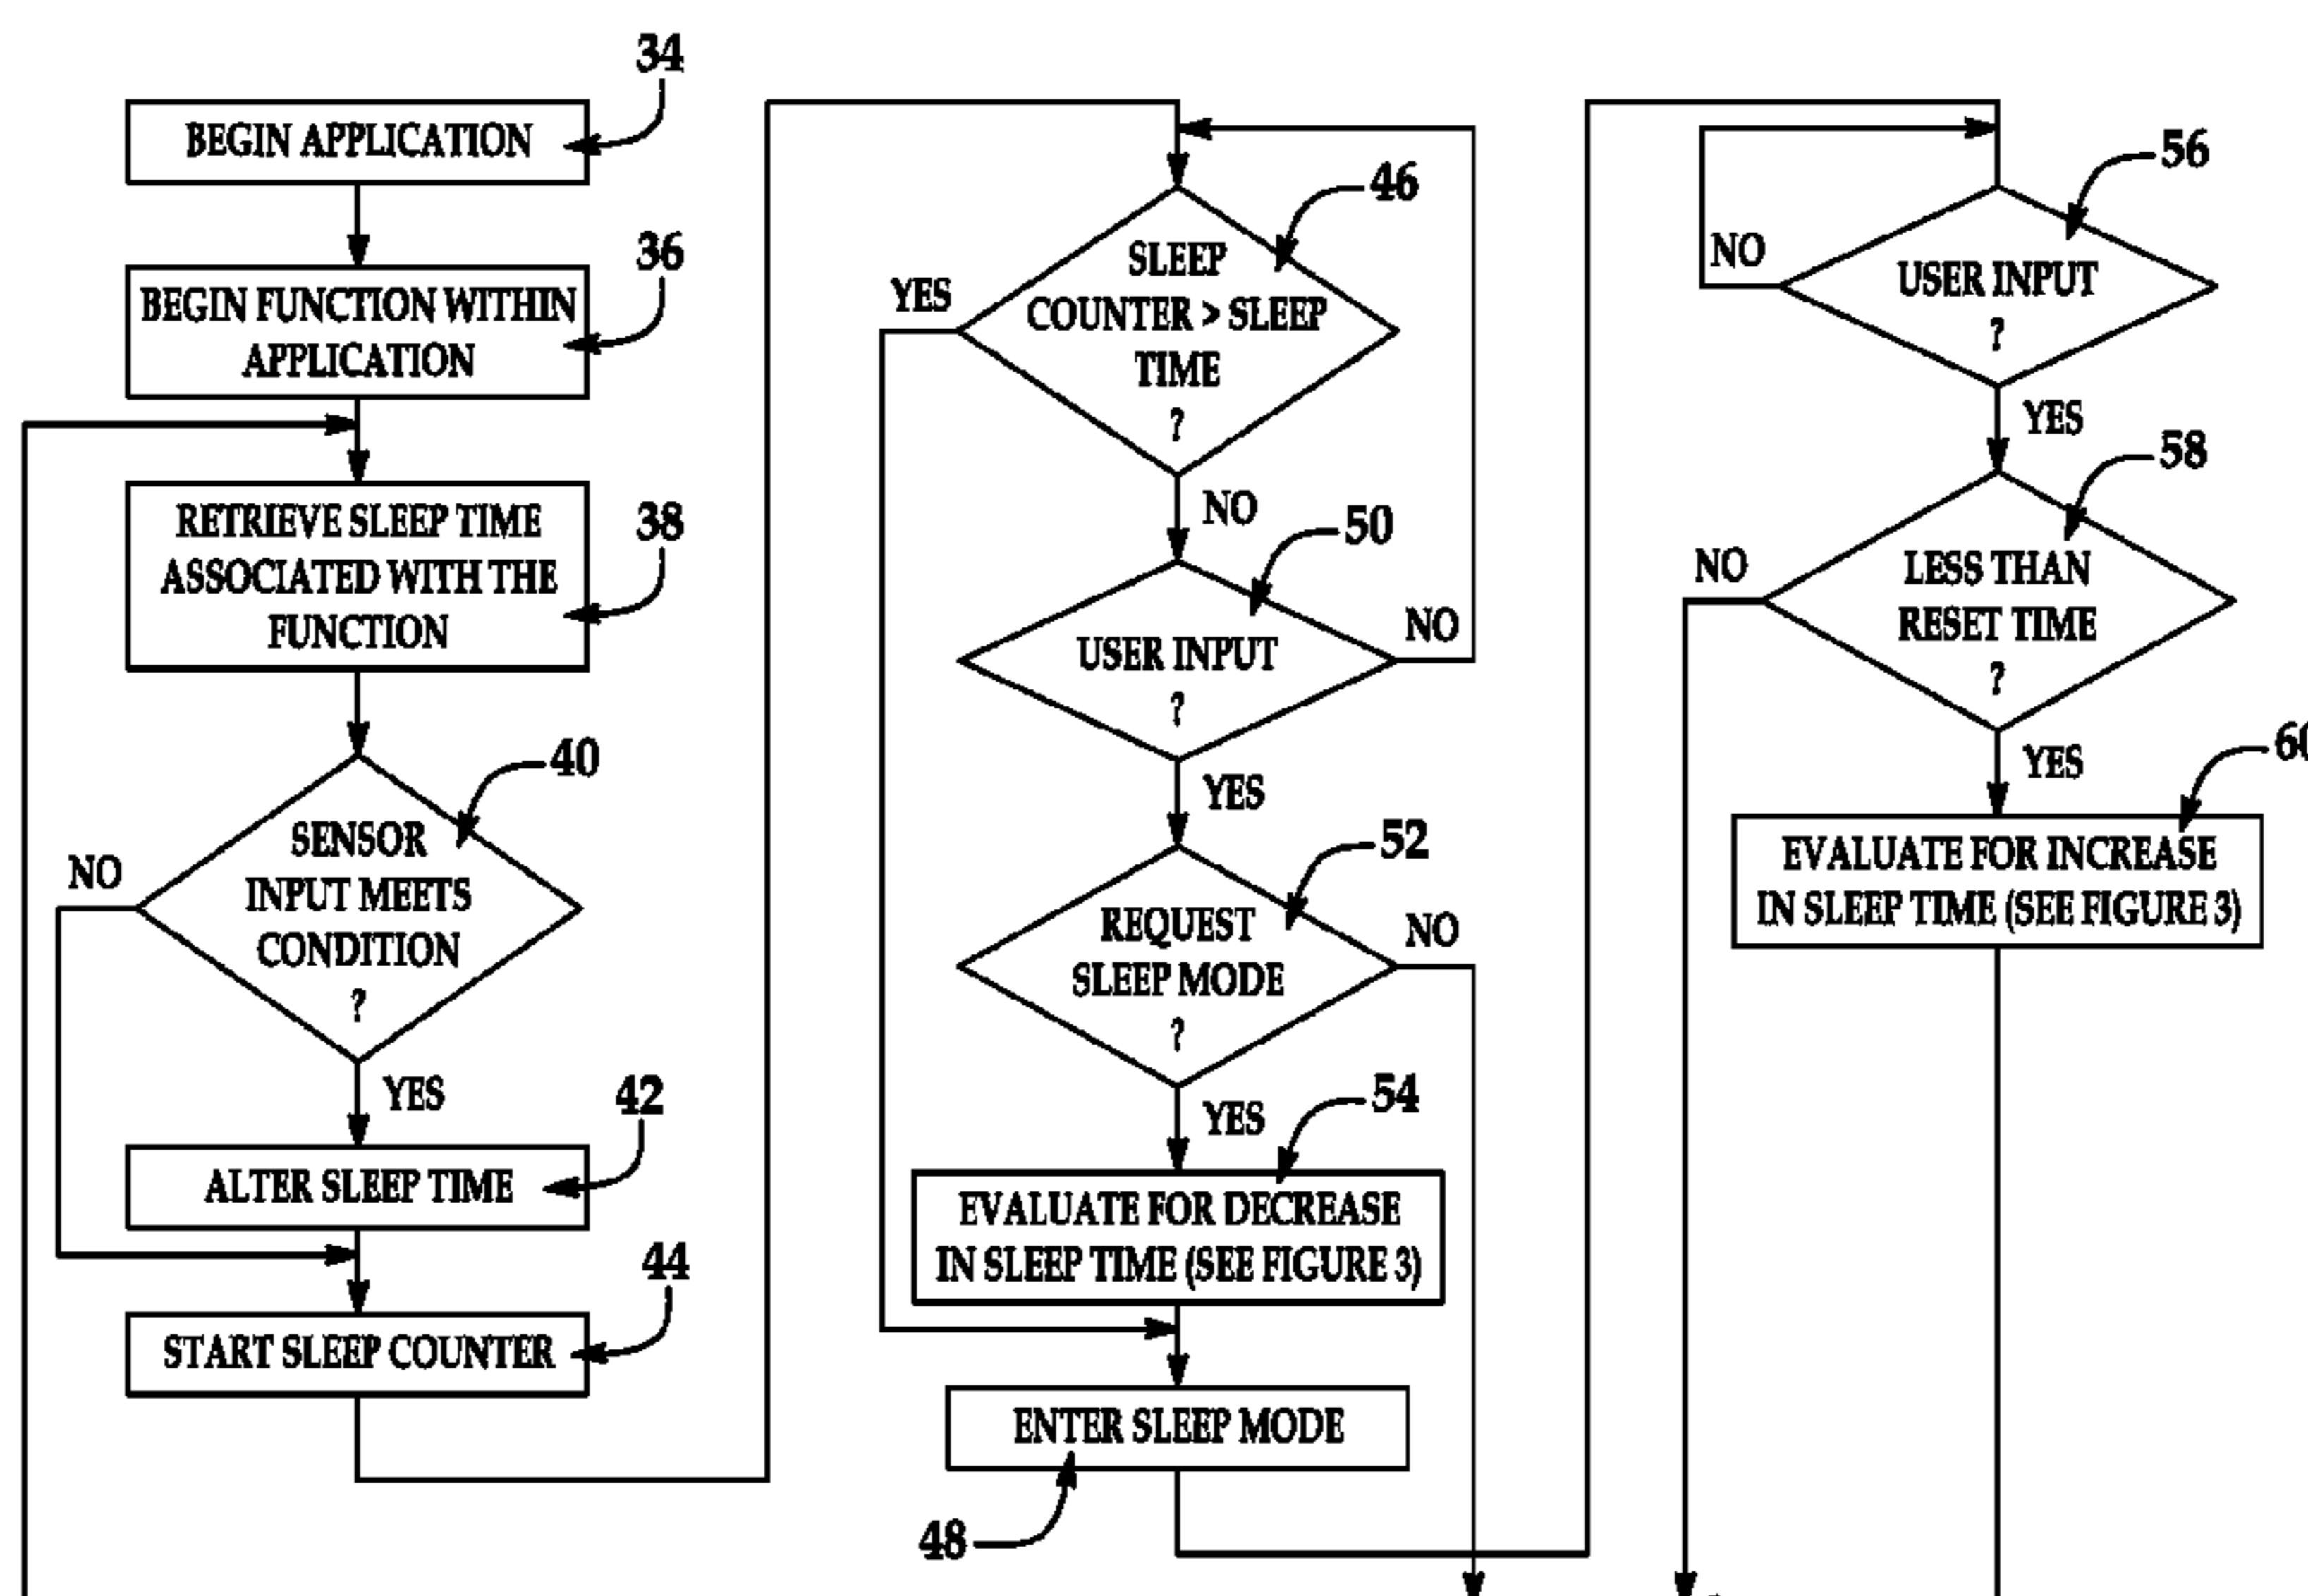 34
BEGIN APPLICATION
36
BEGIN FUNCTION WITHIN
APPLICATION
38
RETRIEVE SLEEP TIME
ASSOCIATED WITH THE
FUNCTION
40
SENSOR
INPUT MEETS
CONDITION
?
NO
YES
42
ALTER SLEEP TIME
44
START SLEEP COUNTER
46
SLEEP
COUNTER > SLEEP
TIME
?
YES
NO
50
USER INPUT
?
NO
YES
52
REQUEST
SLEEP MODE
?
NO
YES
54
EVALUATE FOR DECREASE
IN SLEEP TIME (SEE FIGURE 3)
ENTER SLEEP MODE
48
56
USER INPUT
?
NO
YES
58
LESS THAN
RESET TIME
?
NO
YES
EVALUATE FOR INCREASE
IN SLEEP TIME (SEE FIGURE 3)